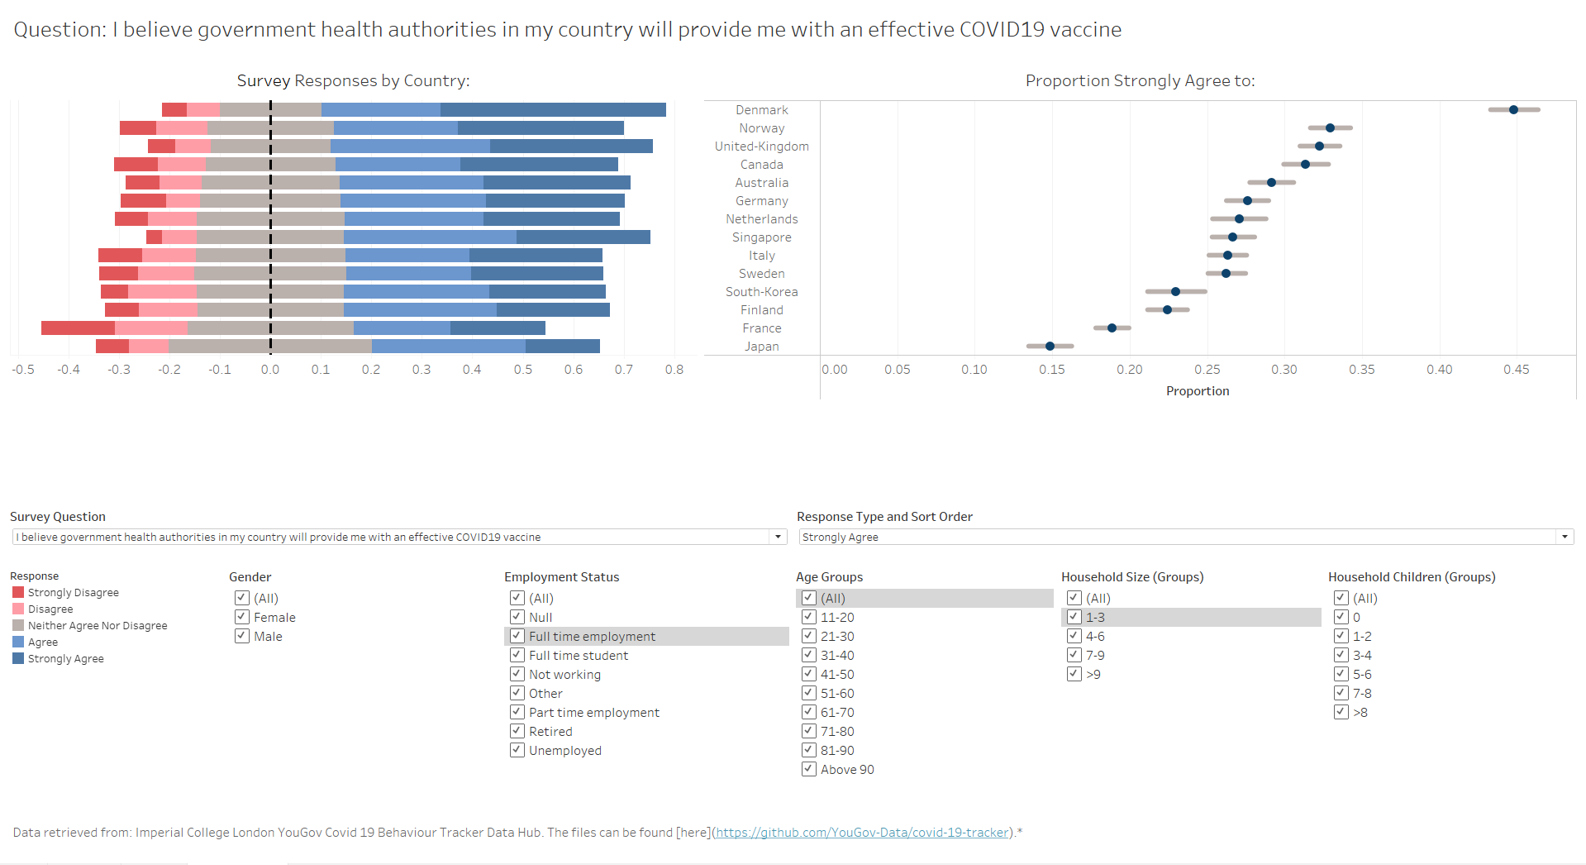 Question: I believe government health authorities in my country will provide me with an effective COVID19 vaccine
Survey Responses by Country:
-0.5 -0.4 -0.3 -0.2 -0.1 0.0 0.1 0.2 0.3 0.4 0.5 0.6 0.7 0.8
Proportion Strongly Agree to:
Denmark
Norway
United-Kingdom
Canada
Australia
Germany
Netherlands
Singapore
Italy
Sweden
South-Korea
Finland
France
Japan
0.00 0.05 0.10 0.15 0.20 0.25 0.30 0.35 0.40 0.45
Proportion
Survey Question
I believe government health authorities in my country will provide me with an effective COVID19 vaccine
Response Type and Sort Order
Strongly Agree
Response
Strongly Disagree
Disagree
Neither Agree Nor Disagree
Agree
Strongly Agree
Gender
(All)
Female
Male
Employment Status
(All)
Null
Full time employment
Full time student
Not working
Other
Part time employment
Retired
Unemployed
Age Groups
(All)
11-20
21-30
31-40
41-50
51-60
61-70
71-80
81-90
Above 90
Household Size (Groups)
(All)
1-3
4-6
7-9
>9
Household Children (Groups)
(All)
0
1-2
3-4
5-6
7-8
>8
Data retrieved from: Imperial College London YouGov Covid 19 Behaviour Tracker Data Hub. The files can be found [here](https://github.com/YouGov-Data/covid-19-tracker).*